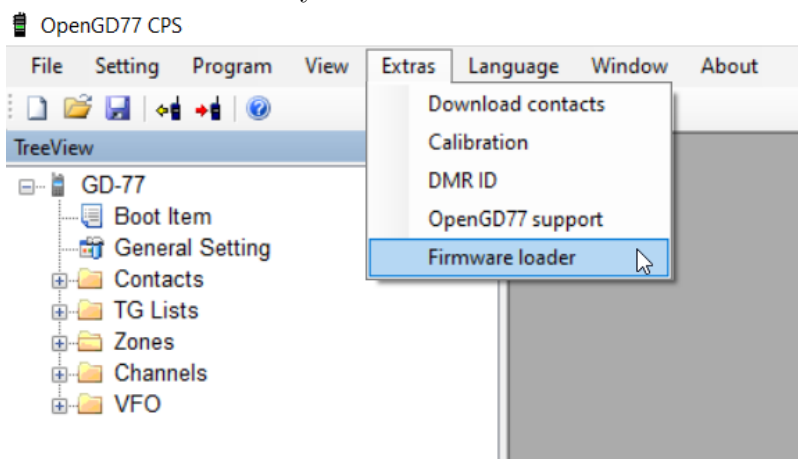 OpenGD77 CPS
File Setting Program View Extras Language Window About
Download contacts
Calibration
DMR ID
OpenGD77 support
Firmware loader
TreeView
GD-77
Boot Item
General Setting
Contacts
TG Lists
Zones
Channels
VFO